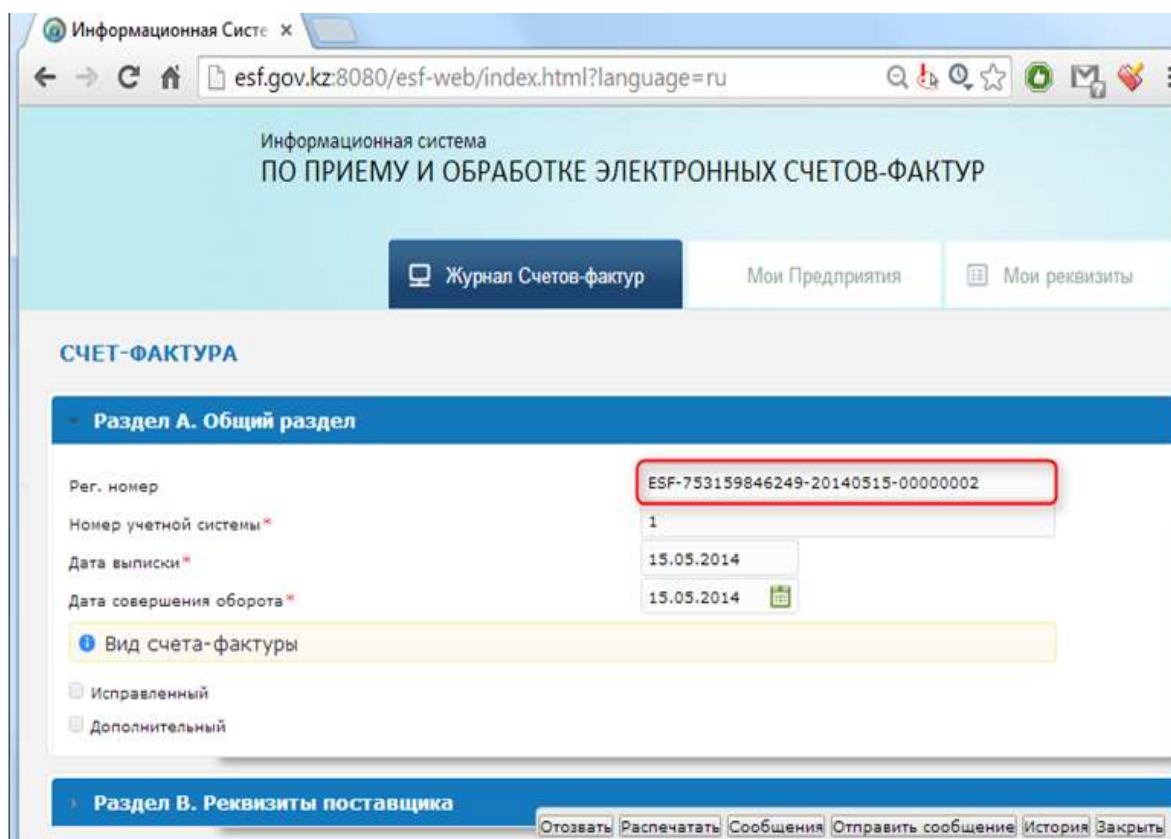 Информационная Систе
esf.gov.kz:8080/esf-web/index.html?language=ru
Информационная система
ПО ПРИЕМУ И ОБРАБОТКЕ ЭЛЕКТРОННЫХ СЧЕТОВ-ФАКТУР
Журнал Счетов-фактур Мои Предприятия Мои реквизиты
СЧЕТ-ФАКТУРА
Раздел А. Общий раздел
Рег. номер ESF-753159846249-20140515-00000002
Номер учетной системы* 1
Дата выписки* 15.05.2014
Дата совершения оборота* 15.05.2014
Вид счета-фактуры
Исправленный
Дополнительный
Раздел В. Реквизиты поставщика
Отозвать Распечатать Сообщения Отправить сообщение История Закрыть